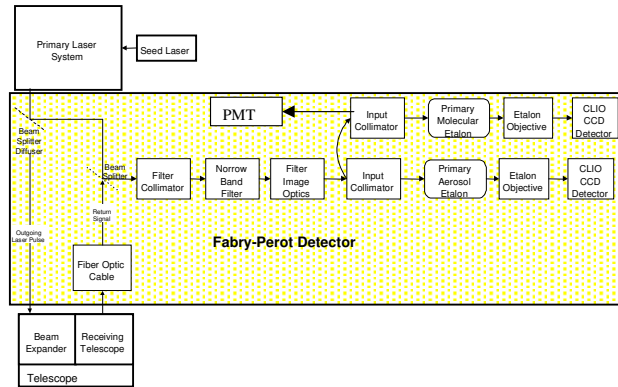 Primary Laser
System
Seed Laser
Beam
Splitter
Diffuser
PMT
Input
Collimator
Primary
Molecular
Etalon
Etalon
Objective
CLIO
CCD
Detector
Beam
Splitter
Filter
Collimator
Norrow
Band
Filter
Filter
Image
Optics
Input
Collimator
Primary
Aerosol
Etalon
Etalon
Objective
CLIO
CCD
Detector
Return
Signal
Outgoing
Laser Pulse
Fabry-Perot Detector
Fiber Optic
Cable
Beam
Expander
Receiving
Telescope
Telescope